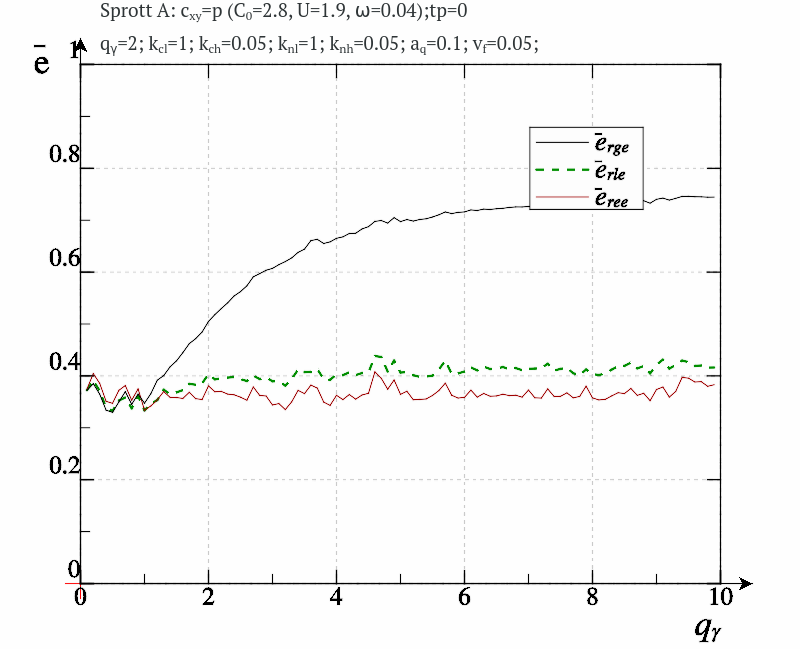 Sprott A: cxy=p (C0=2.8, U=1.9, ω=0.04);tp=0
qγ=2; kcl=1; kch=0.05; knl=1; knh=0.05; aq=0.1; vf=0.05;
ē
1
0.8
0.6
0.4
0.2
0
ērge
ērle
ēree
0 2 4 6 8 10
qγ